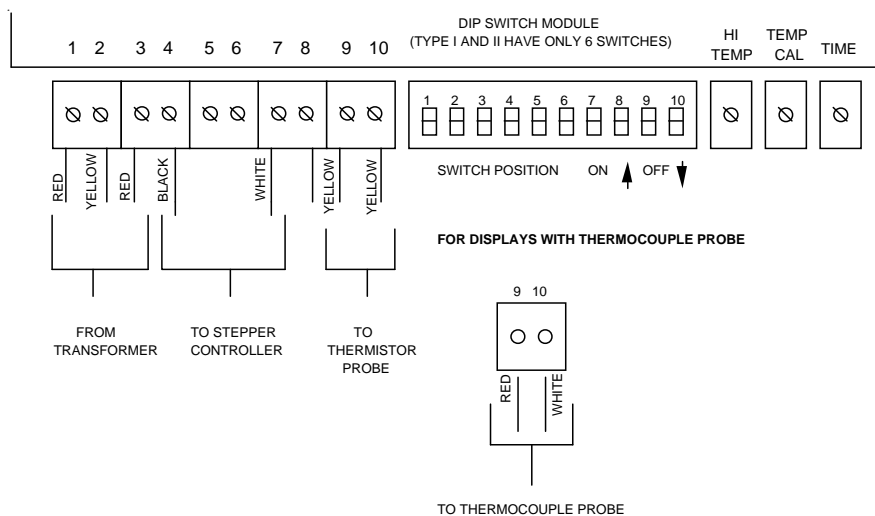 DIP SWITCH MODULE
(TYPE I AND II HAVE ONLY 6 SWITCHES)
HI
TEMP
TEMP
CAL
TIME
1 2 3 4 5 6 7 8 9 10
1 2 3 4 5 6 7 8 9 10
RED
YELLOW
RED
BLACK
WHITE
YELLOW
YELLOW
SWITCH POSITION ON OFF
FOR DISPLAYS WITH THERMOCOUPLE PROBE
FROM
TRANSFORMER
TO STEPPER
CONTROLLER
TO
THERMISTOR
PROBE
9 10
RED
WHITE
TO THERMOCOUPLE PROBE